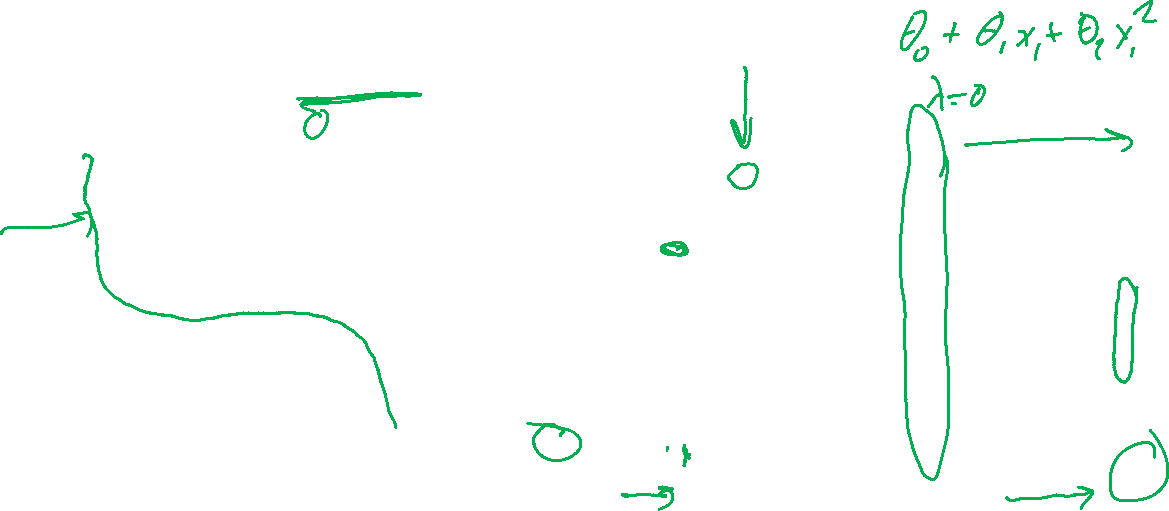 θ₀ + θ₁x₁ + θ₂x₁²
λ=0